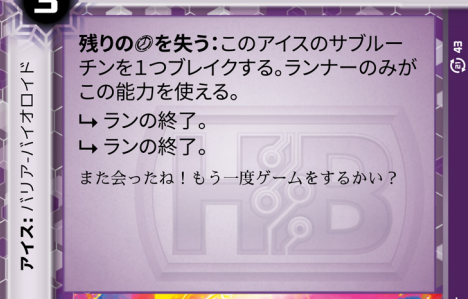 残りのを失う：このアイスのサブルー
チンを１つブレイクする。ランナーのみが
この能力を使える。
↳ ランの終了。
↳ ランの終了。
また会ったね！もう一度ゲームをするかい？
アイス：バリア-バイオロイド
HB
43